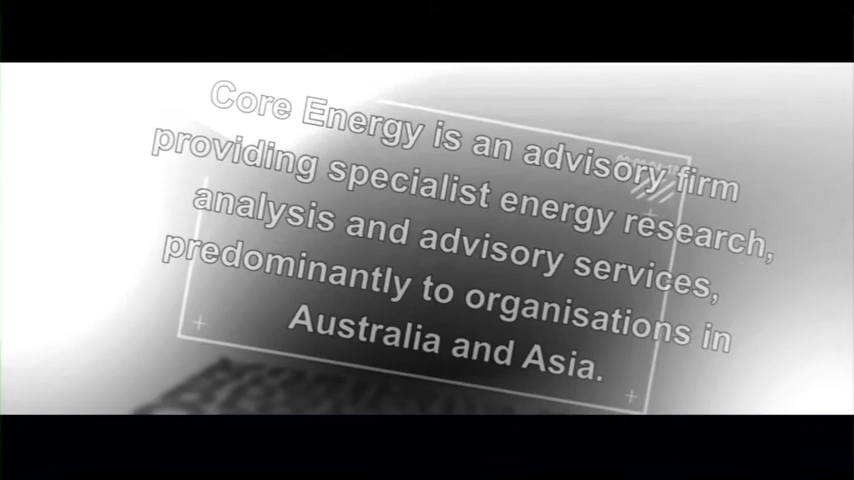 Core Energy is an advisory firm
providing specialist energy research,
analysis and advisory services,
predominantly to organisations in
Australia and Asia.